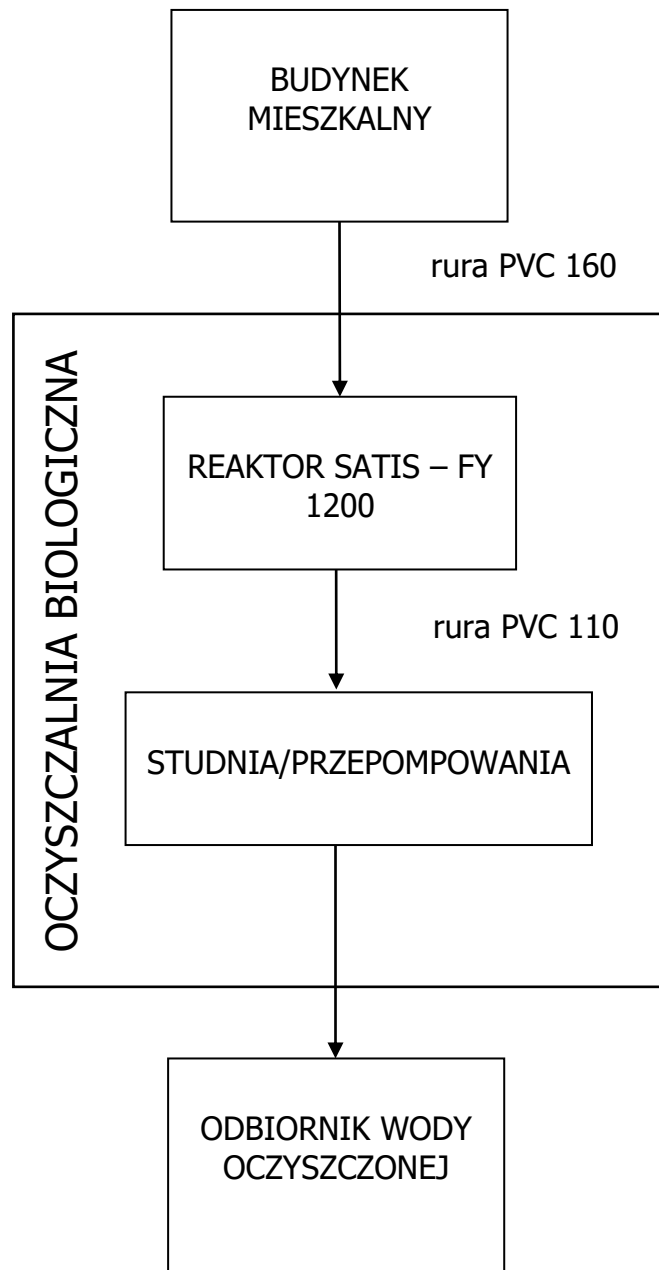 BUDYNEK
MIESZKALNY
rura PVC 160
OCZYSZCZALNIA BIOLOGICZNA
REAKTOR SATIS – FY
1200
rura PVC 110
STUDNIA/PRZEPOMPOWANIA
ODBIORNIK WODY
OCZYSZCZONEJ